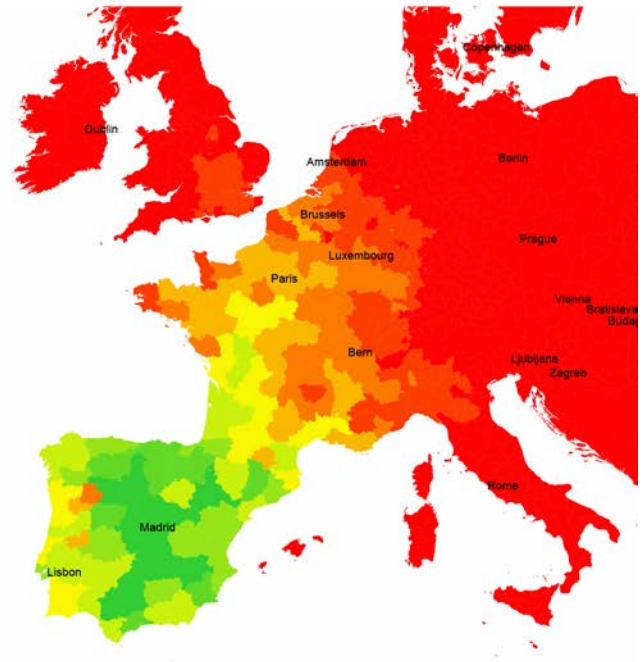 Copenhagen
Dublin
Amsterdam
Berlin
Brussels
Prague
Luxembourg
Paris
Vienna
Bratislava
Bern
Ljubljana
Zagreb
Rome
Madrid
Lisbon